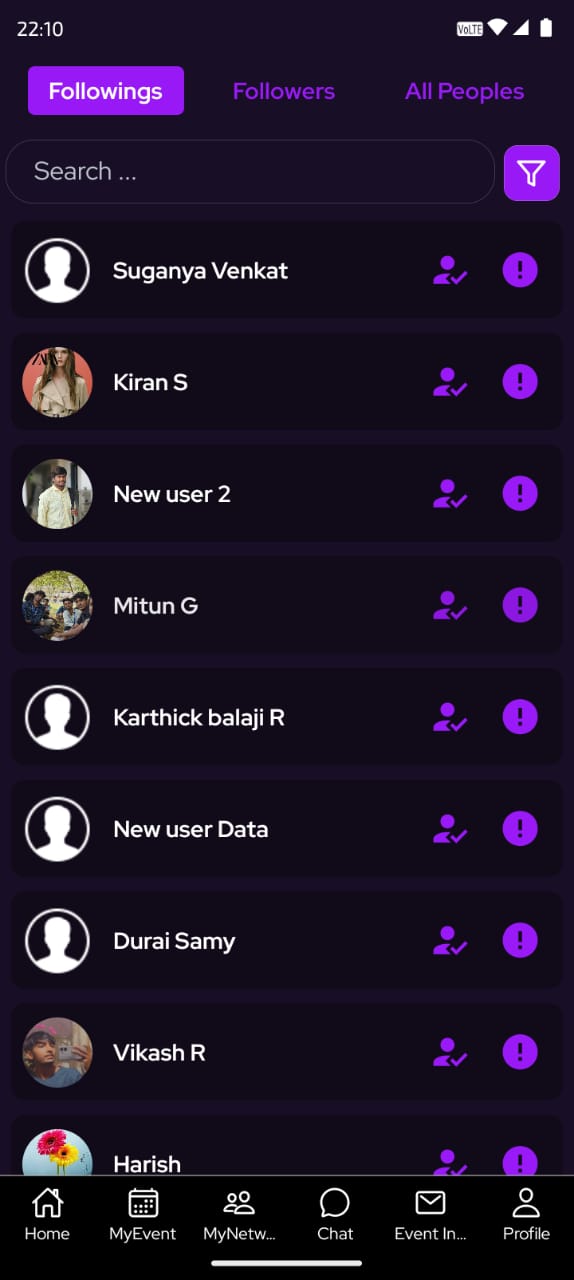 22:10
VoLTE
Followings Followers All Peoples
Search ...
Suganya Venkat
Kiran S
New user 2
Mitun G
Karthick balaji R
New user Data
Durai Samy
Vikash R
Harish
Home MyEvent MyNetw... Chat Event In... Profile